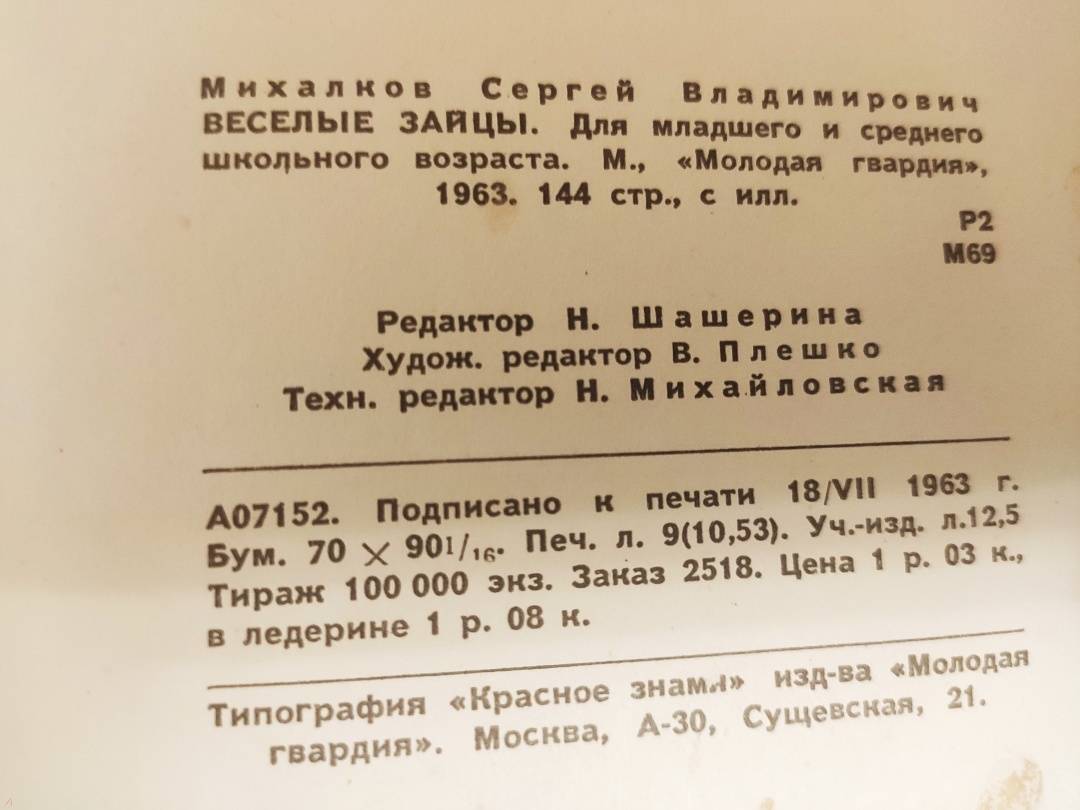 Михалков Сергей Владимирович
ВЕСЕЛЫЕ ЗАЙЦЫ. Для младшего и среднего
школьного возраста. М., «Молодая гвардия»,
1963. 144 стр., с илл.
Р2
М69
Редактор Н. Шашерина
Худож. редактор В. Плешко
Техн. редактор Н. Михайловская
А07152. Подписано к печати 18/VII 1963 г.
Бум. 70 × 901/16. Печ. л. 9(10,53). Уч.-изд. л.12,5
Тираж 100 000 экз. Заказ 2518. Цена 1 р. 03 к.,
в ледерине 1 р. 08 к.
Типография «Красное знамя» изд-ва «Молодая
гвардия». Москва, А-30, Сущевская, 21.